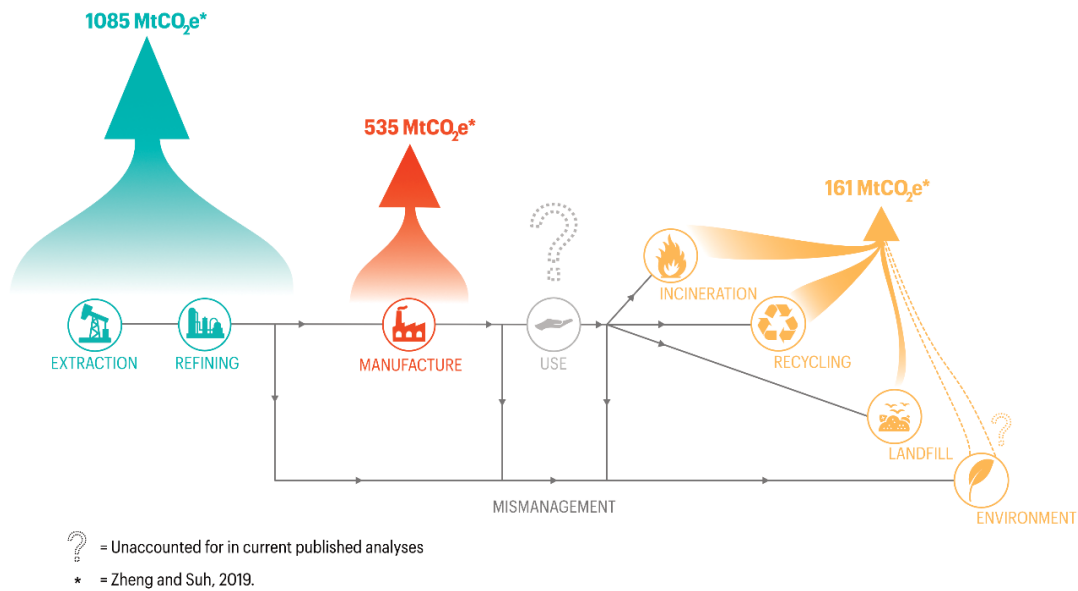 1085 MtCO₂e*
535 MtCO₂e*
161 MtCO₂e*
?
INCINERATION
EXTRACTION
REFINING
MANUFACTURE
USE
RECYCLING
?
LANDFILL
MISMANAGEMENT
ENVIRONMENT
? = Unaccounted for in current published analyses
* = Zheng and Suh, 2019.